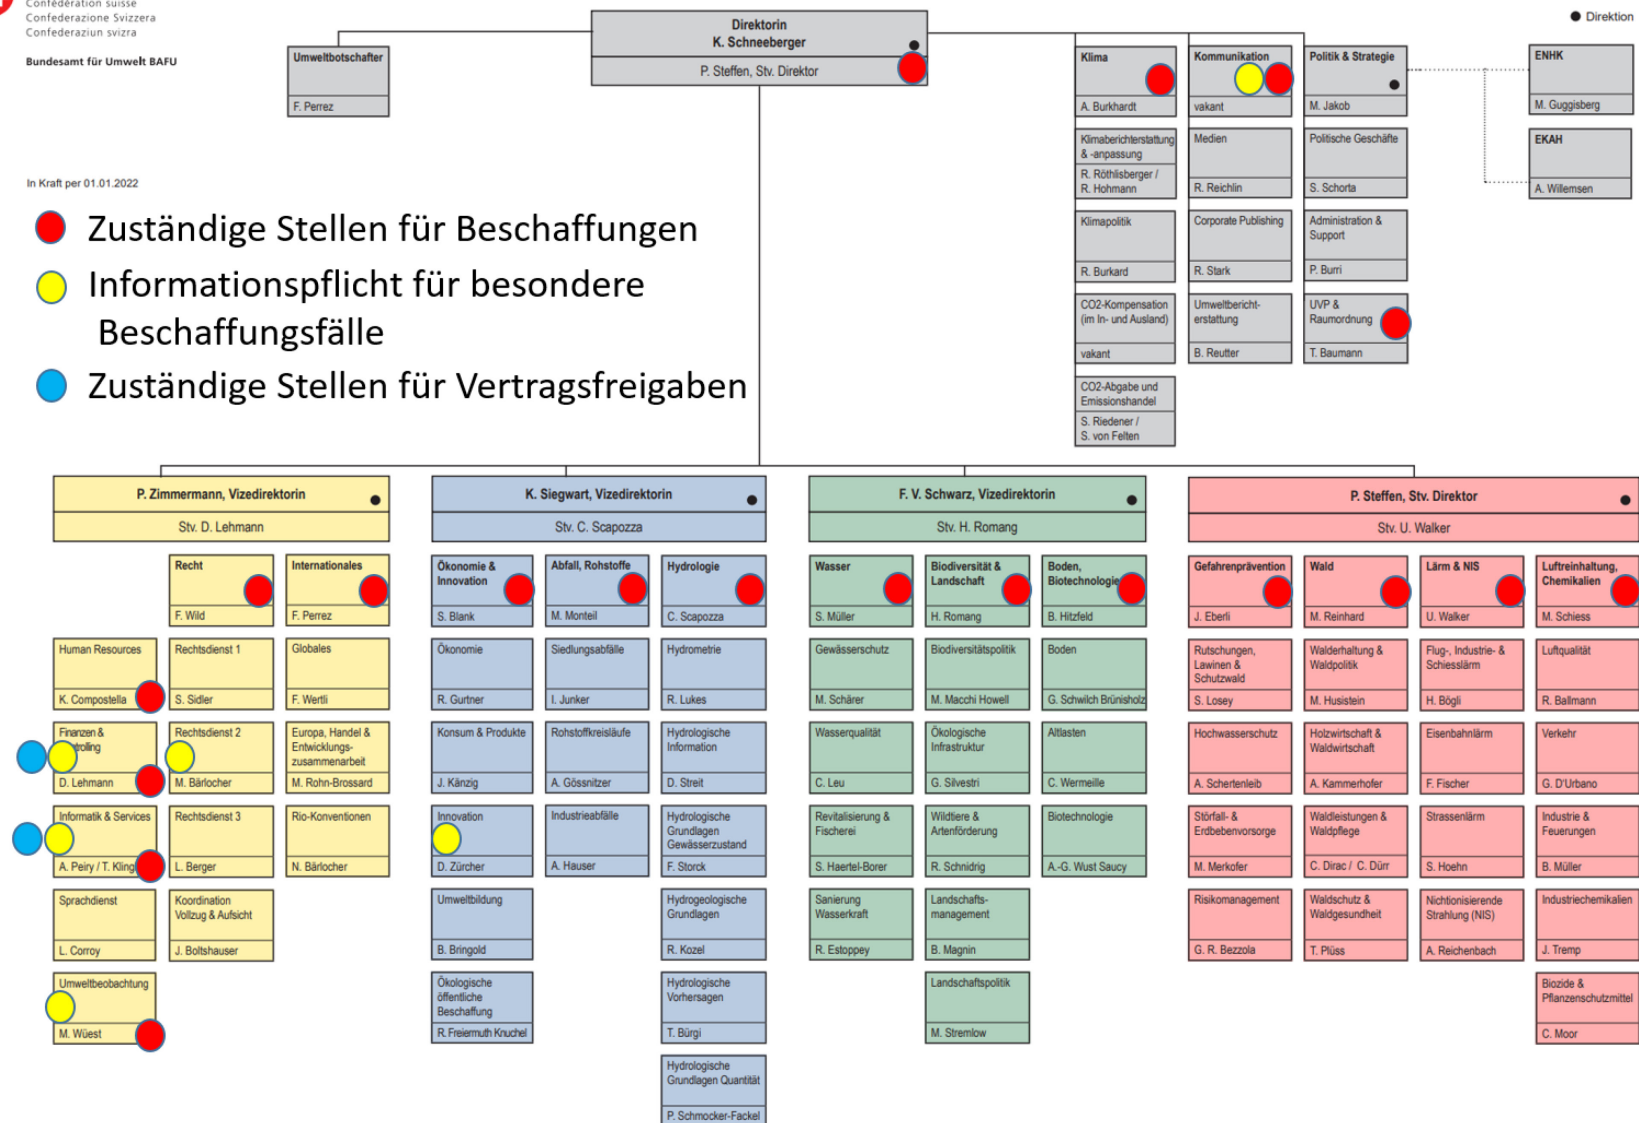 Confédération suisse
Confederazione Svizzera
Confederaziun svizra
Bundesamt für Umwelt BAFU
In Kraft per 01.01.2022
Direktion
Direktorin
K. Schneeberger
P. Steffen, Stv. Direktor
Umweltbotschafter
F. Perrez
Klima
A. Burkhardt
Klimaberichterstattung
& -anpassung
R. Röthlisberger /
R. Hohmann
Klimapolitik
R. Burkard
CO2-Kompensation
(im In- und Ausland)
vakant
CO2-Abgabe und
Emissionshandel
S. Riedener /
S. von Felten
Kommunikation
vakant
Medien
R. Reichlin
Corporate Publishing
R. Stark
Umweltbericht-
erstattung
B. Reutter
Politik & Strategie
M. Jakob
Politische Geschäfte
S. Schorta
Administration &
Support
P. Burri
UVP &
Raumordnung
T. Baumann
ENHK
M. Guggisberg
EKAH
A. Willemsen
Zuständige Stellen für Beschaffungen
Informationspflicht für besondere
Beschaffungsfälle
Zuständige Stellen für Vertragsfreigaben
P. Zimmermann, Vizedirektorin
Stv. D. Lehmann
Human Resources
K. Compostella
Finanzen &
D. Lehmann
Informatik & Services
A. Peiry / T. Kling
Sprachdienst
L. Corroy
Umweltbeobachtung
M. Wüest
Recht
F. Wild
Rechtsdienst 1
S. Sidler
Rechtsdienst 2
M. Bärlocher
Rechtsdienst 3
L. Berger
Koordination
Vollzug & Aufsicht
J. Boltshauser
Internationales
F. Perrez
Globales
F. Wertli
Europa, Handel &
Entwicklungs-
zusammenarbeit
M. Rohn-Brossard
Rio-Konventionen
N. Bärlocher
K. Siegwart, Vizedirektorin
Stv. C. Scapozza
Ökonomie &
Innovation
S. Blank
Ökonomie
R. Gurtner
Konsum & Produkte
J. Känzig
Innovation
D. Zürcher
Umweltbildung
B. Bringold
Ökologische
öffentliche
Beschaffung
R. Freiermuth Knuchel
Abfall, Rohstoffe
M. Monteil
Siedlungsabfälle
I. Junker
Rohstoffkreisläufe
A. Gössnitzer
Industrieabfälle
A. Hauser
Hydrologie
C. Scapozza
Hydrometrie
R. Lukes
Hydrologische
Information
D. Streit
Hydrologische
Grundlagen
Gewässerzustand
F. Storck
Hydrogeologische
Grundlagen
R. Kozel
Hydrologische
Vorhersagen
T. Bürgi
Hydrologische
Grundlagen Quantität
P. Schmocker-Fackel
F. V. Schwarz, Vizedirektorin
Stv. H. Romang
Wasser
S. Müller
Gewässerschutz
M. Schärer
Wasserqualität
C. Leu
Revitalisierung &
Fischerei
S. Haertel-Borer
Sanierung
Wasserkraft
R. Estoppey
Biodiversität &
Landschaft
H. Romang
Biodiversitätspolitik
M. Macchi Howell
Ökologische
Infrastruktur
G. Silvestri
Wildtiere &
Artenförderung
R. Schnidrig
Landschafts-
management
B. Magnin
Landschaftspolitik
M. Stremlow
Boden,
Biotechnologie
B. Hitzfeld
Boden
G. Schwilch Brünisholz
Altlasten
C. Wermeille
Biotechnologie
A.-G. Wust Saucy
P. Steffen, Stv. Direktor
Stv. U. Walker
Gefahrenprävention
J. Eberli
Rutschungen,
Lawinen &
Schutzwald
S. Losey
Hochwasserschutz
A. Schertenleib
Störfall- &
Erdbebenvorsorge
M. Merkofer
Risikomanagement
G. R. Bezzola
Wald
M. Reinhard
Walderhaltung &
Waldpolitik
M. Husistein
Holzwirtschaft &
Waldwirtschaft
A. Kammerhofer
Waldleistungen &
Waldpflege
C. Dirac / C. Dürr
Waldschutz &
Waldgesundheit
T. Plüss
Lärm & NIS
U. Walker
Flug-, Industrie- &
Schiesslärm
H. Bögli
Eisenbahnlärm
F. Fischer
Strassenlärm
S. Hoehn
Nichtionisierende
Strahlung (NIS)
A. Reichenbach
Luftreinhaltung,
Chemikalien
M. Schiess
Luftqualität
R. Ballmann
Verkehr
G. D'Urbano
Industrie &
Feuerungen
B. Müller
Industriechemikalien
J. Tremp
Biozide &
Pflanzenschutzmittel
C. Moor